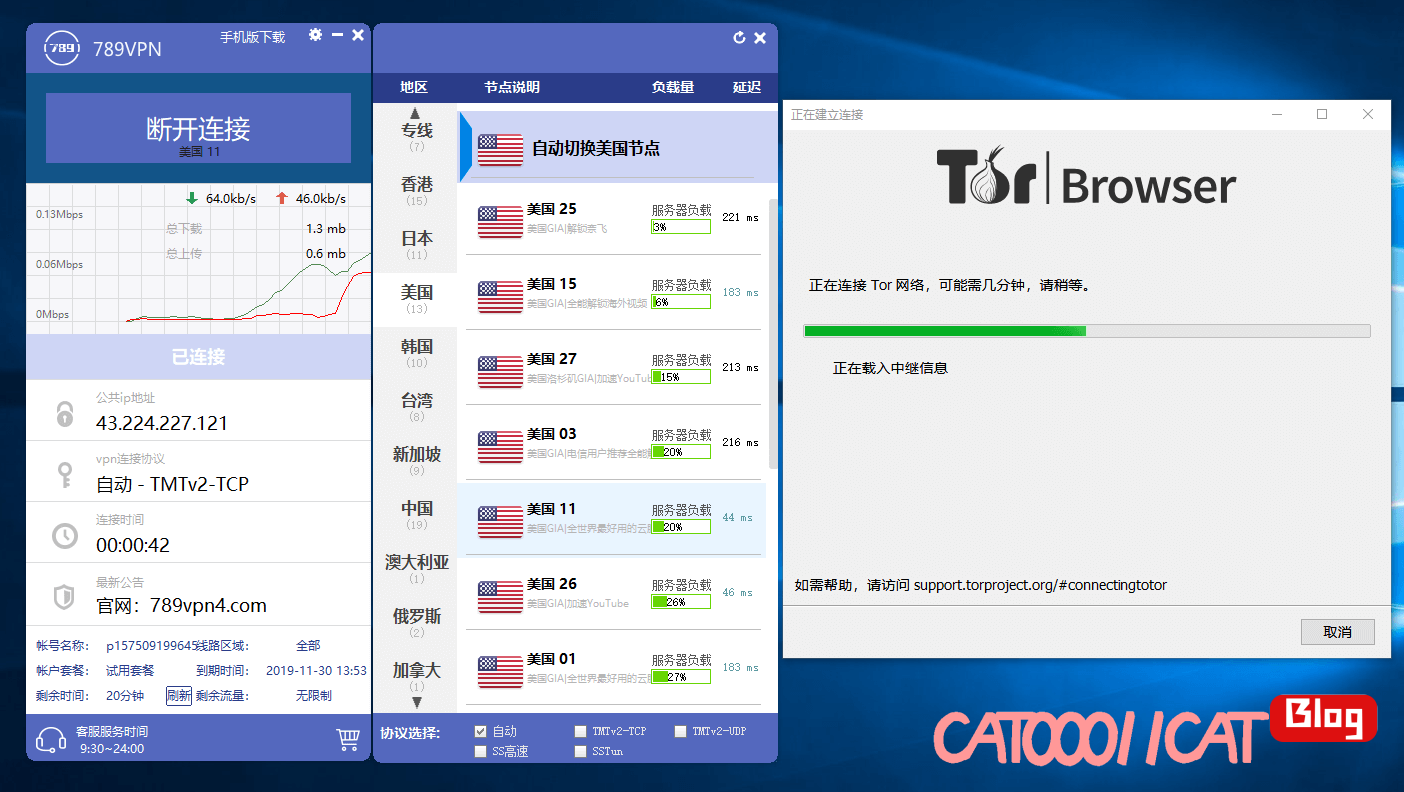 789
789VPN
手机版下载
断开连接
美国 11
64.0kb/s
46.0kb/s
0.13Mbps
总下载
1.3 mb
总上传
0.6 mb
0.06Mbps
0Mbps
已连接
公共ip地址
43.224.227.121
vpn连接协议
自动 - TMTv2-TCP
连接时间
00:00:42
最新公告
官网：789vpn4.com
帐号名称： p157509199645 线路区域： 全部
帐户套餐： 试用套餐 到期时间： 2019-11-30 13:53
剩余时间： 20分钟 刷新 剩余流量： 无限制
客服服务时间
9:30~24:00
地区 节点说明 负载量 延迟
专线
(7)
香港
(15)
日本
(11)
美国
(13)
韩国
(10)
台湾
(8)
新加坡
(9)
中国
(19)
澳大利亚
(1)
俄罗斯
(2)
加拿大
(1)
自动切换美国节点
美国 25 服务器负载
美国GIA|解锁奈飞 3% 221 ms
美国 15 服务器负载
美国GIA|全能解锁海外视频 6% 183 ms
美国 27 服务器负载
美国洛杉矶GIA|加速YouTub 15% 213 ms
美国 03 服务器负载
美国GIA|电信用户推荐全能解 20% 216 ms
美国 11 服务器负载
美国GIA|全世界最好用的云服 20% 44 ms
美国 26 服务器负载
美国GIA|加速YouTube 26% 46 ms
美国 01 服务器负载
美国GIA|全世界最好用的云服 27% 183 ms
协议选择： 自动 TMTv2-TCP TMTv2-UDP
SS高速 SSTun
正在建立连接
Tor Browser
正在连接 Tor 网络，可能需几分钟，请稍等。
正在载入中继信息
如需帮助，请访问 support.torproject.org/#connectingtotor
取消
CAT00011CAT Blog